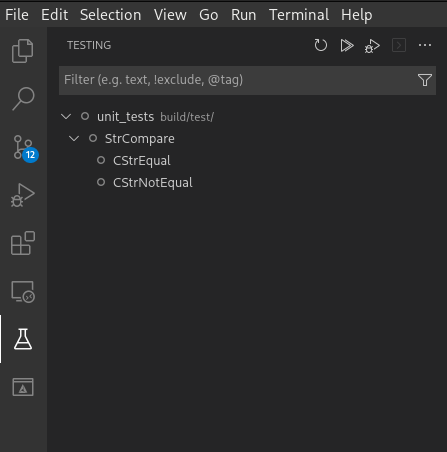 File Edit Selection View Go Run Terminal Help
TESTING
Filter (e.g. text, !exclude, @tag)
unit_tests build/test/
StrCompare
12
CStrEqual
CStrNotEqual